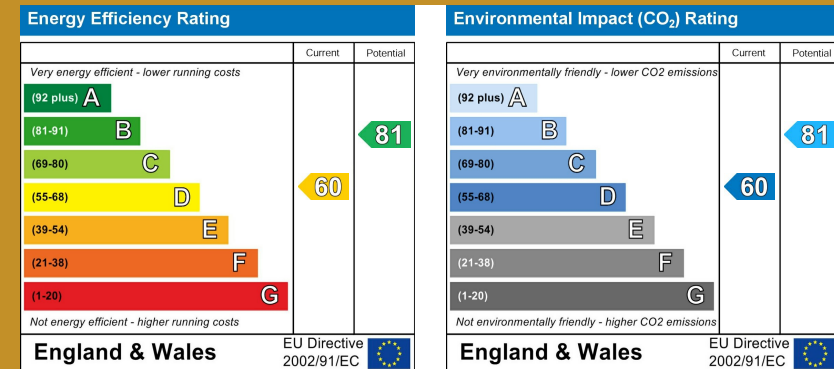 Energy Efficiency Rating
Current Potential
Very energy efficient - lower running costs
(92 plus) A
(81-91) B
81
(69-80) C
60
(55-68) D
(39-54) E
(21-38) F
(1-20) G
Not energy efficient - higher running costs
England & Wales
EU Directive
2002/91/EC
Environmental Impact (CO₂) Rating
Current Potential
Very environmentally friendly - lower CO2 emissions
(92 plus) A
(81-91) B
81
(69-80) C
60
(55-68) D
(39-54) E
(21-38) F
(1-20) G
Not environmentally friendly - higher CO2 emissions
England & Wales
EU Directive
2002/91/EC